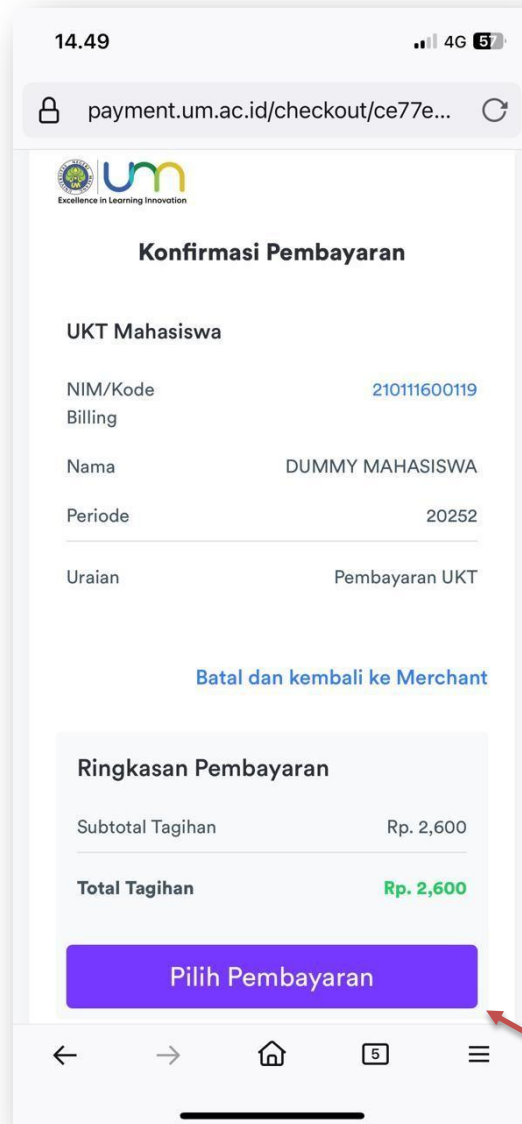 14.49
4G 57
payment.um.ac.id/checkout/ce77e...
um
Excellence in Learning Innovation
Konfirmasi Pembayaran
UKT Mahasiswa
NIM/Kode 210111600119
Billing
Nama DUMMY MAHASISWA
Periode 20252
Uraian Pembayaran UKT
Batal dan kembali ke Merchant
Ringkasan Pembayaran
Subtotal Tagihan Rp. 2,600
Total Tagihan Rp. 2,600
Pilih Pembayaran
5